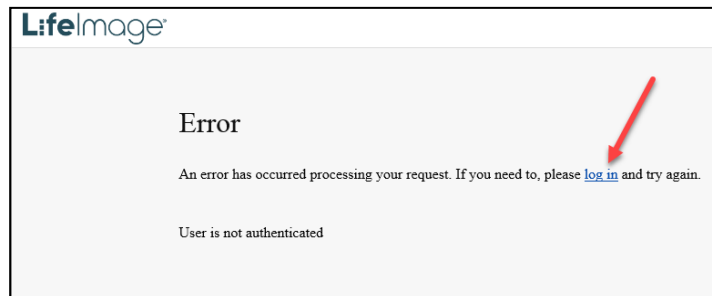 LifeImage®
Error
An error has occurred processing your request. If you need to, please log in and try again.
User is not authenticated